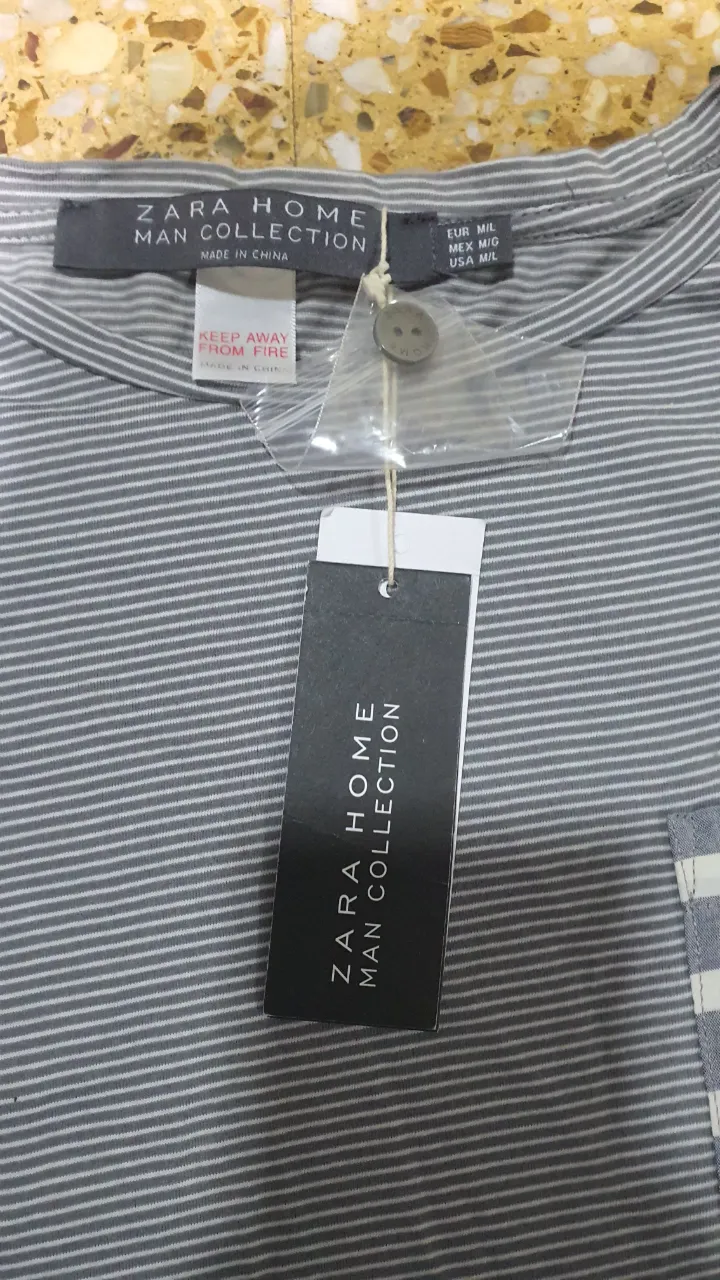 ZARA HOME
MAN COLLECTION
MADE IN CHINA
EUR M/L
MEX M/G
USA M/L
KEEP AWAY
FROM FIRE
MADE IN CHINA
ZARA HOME
MAN COLLECTION